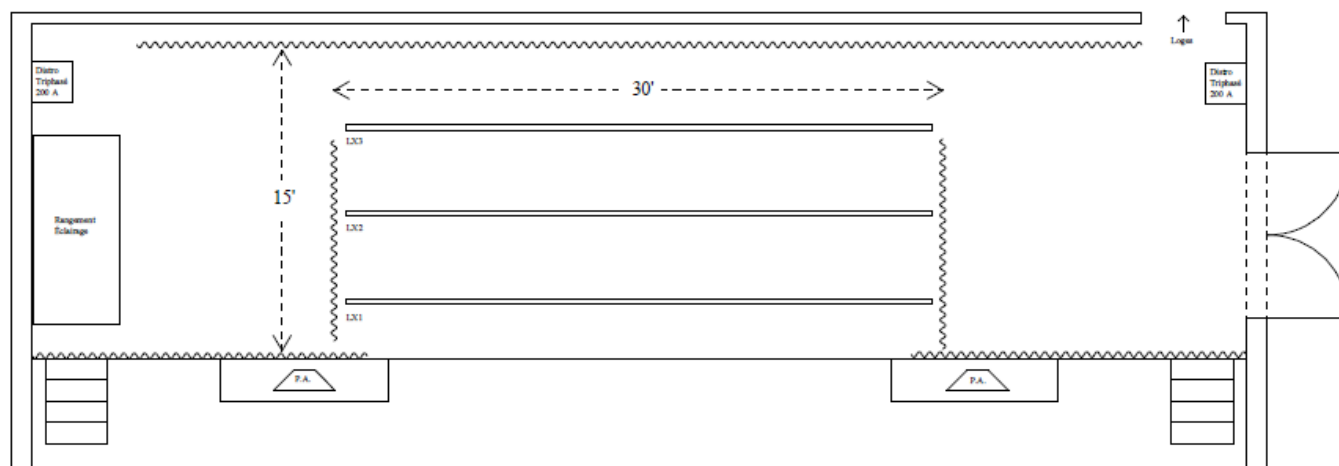 Loges
Distro
Triphasé
200 A
Distro
Triphasé
200 A
30'
LX3
15'
Rangement
Éclairage
LX2
LX1
P.A.
P.A.